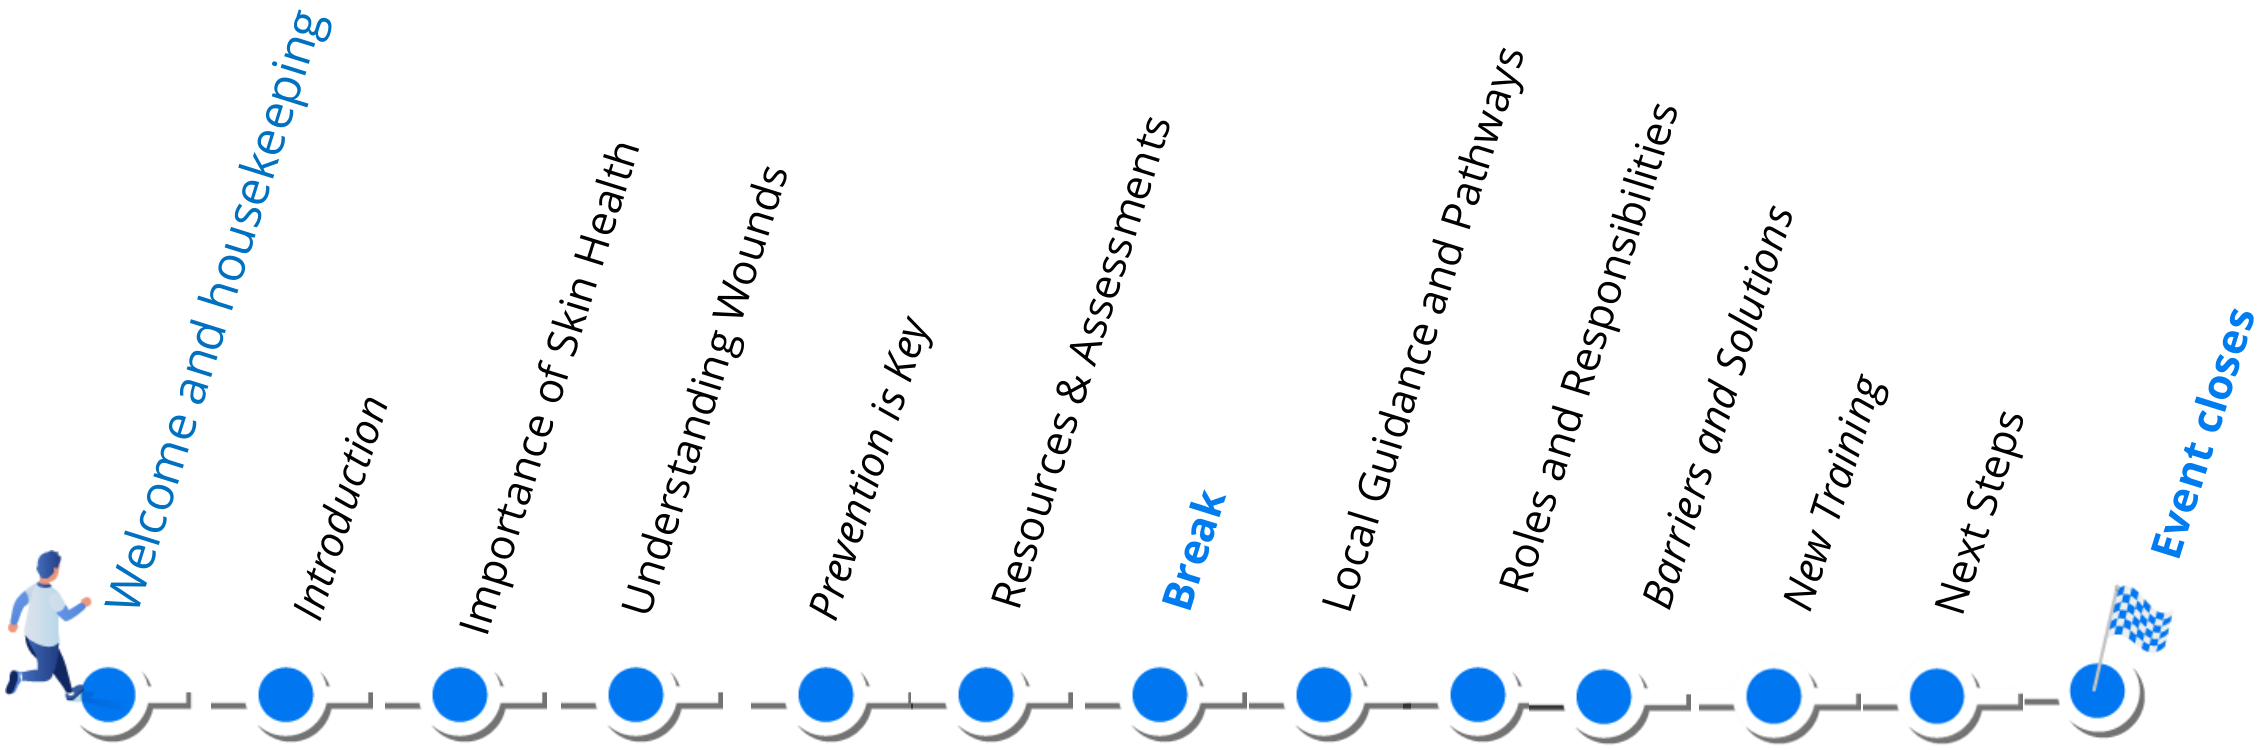 Welcome and housekeeping
Introduction
Importance of Skin Health
Understanding Wounds
Prevention is Key
Resources & Assessments
Break
Local Guidance and Pathways
Roles and Responsibilities
Barriers and Solutions
New Training
Next Steps
Event closes